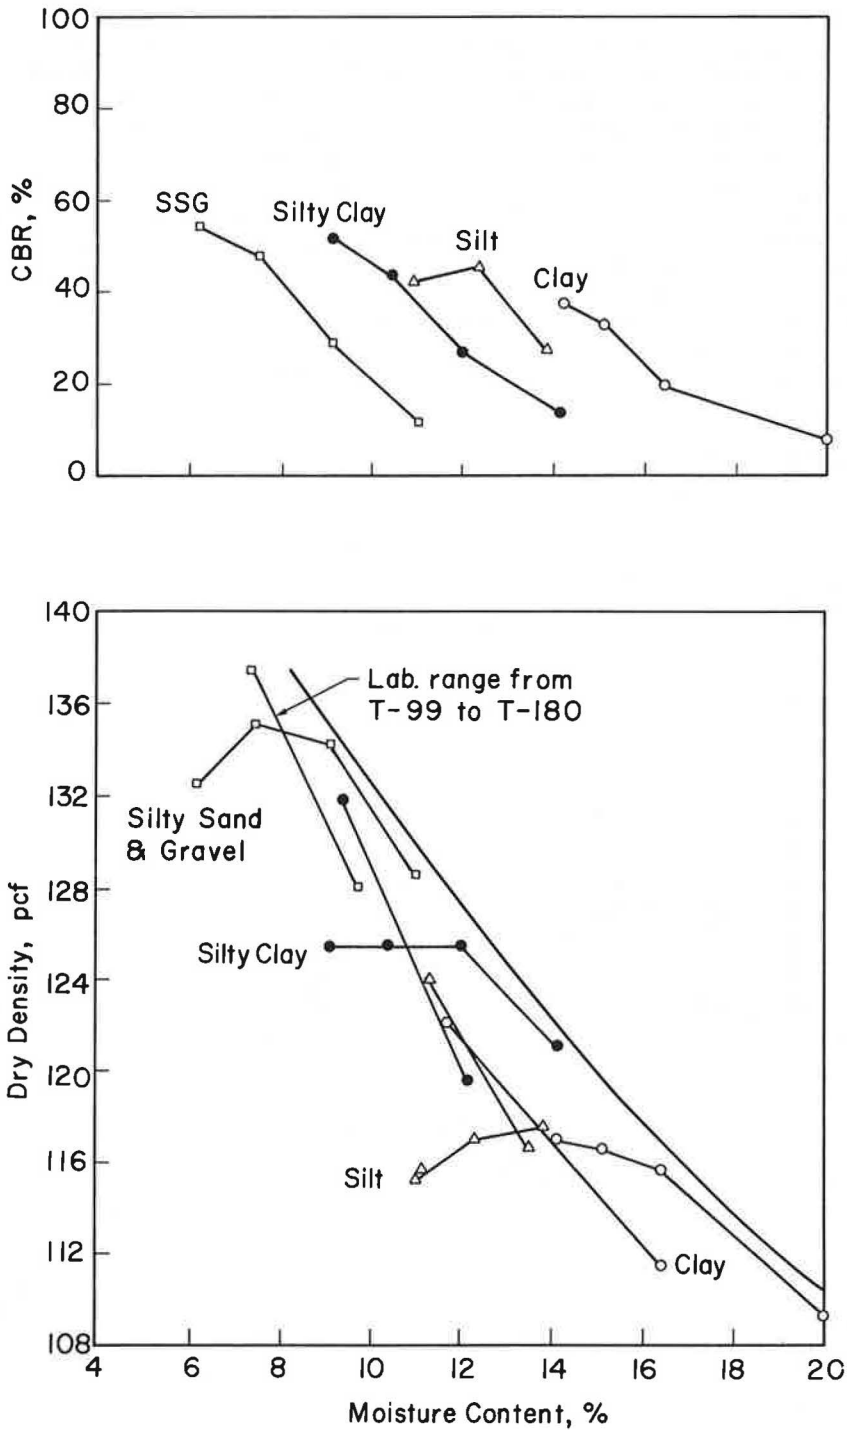 100
80
60
40
20
0
CBR, %
SSG
Silty Clay
Silt
Clay
140
136
132
128
124
120
116
112
108
Dry Density, pcf
Lab. range from
T-99 to T-180
Silty Sand
& Gravel
Silty Clay
Silt
Clay
4 6 8 10 12 14 16 18 20
Moisture Content, %